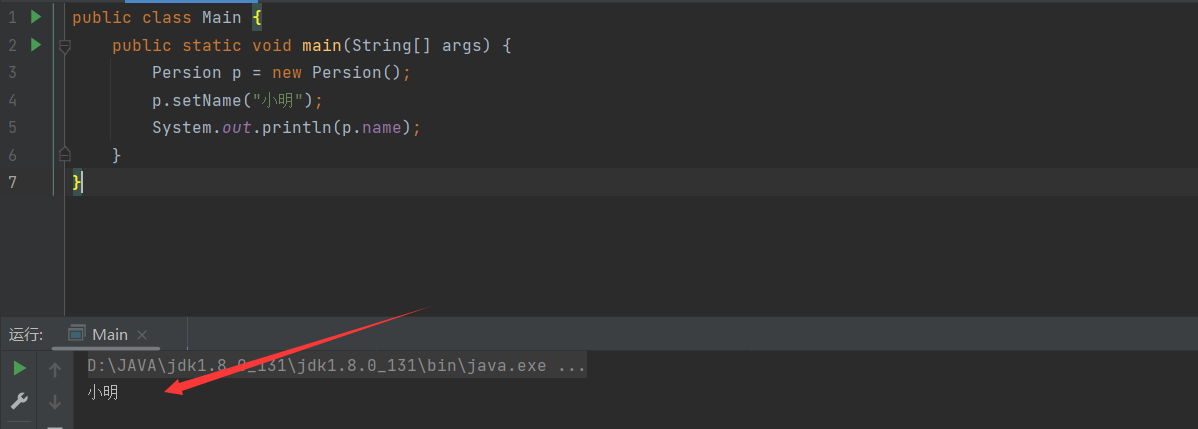 1 public class Main {
2 public static void main(String[] args) {
3 Persion p = new Persion();
4 p.setName("小明");
5 System.out.println(p.name);
6 }
7 }
运行: Main
D:\JAVA\jdk1.8.0_131\jdk1.8.0_131\bin\java.exe ...
小明